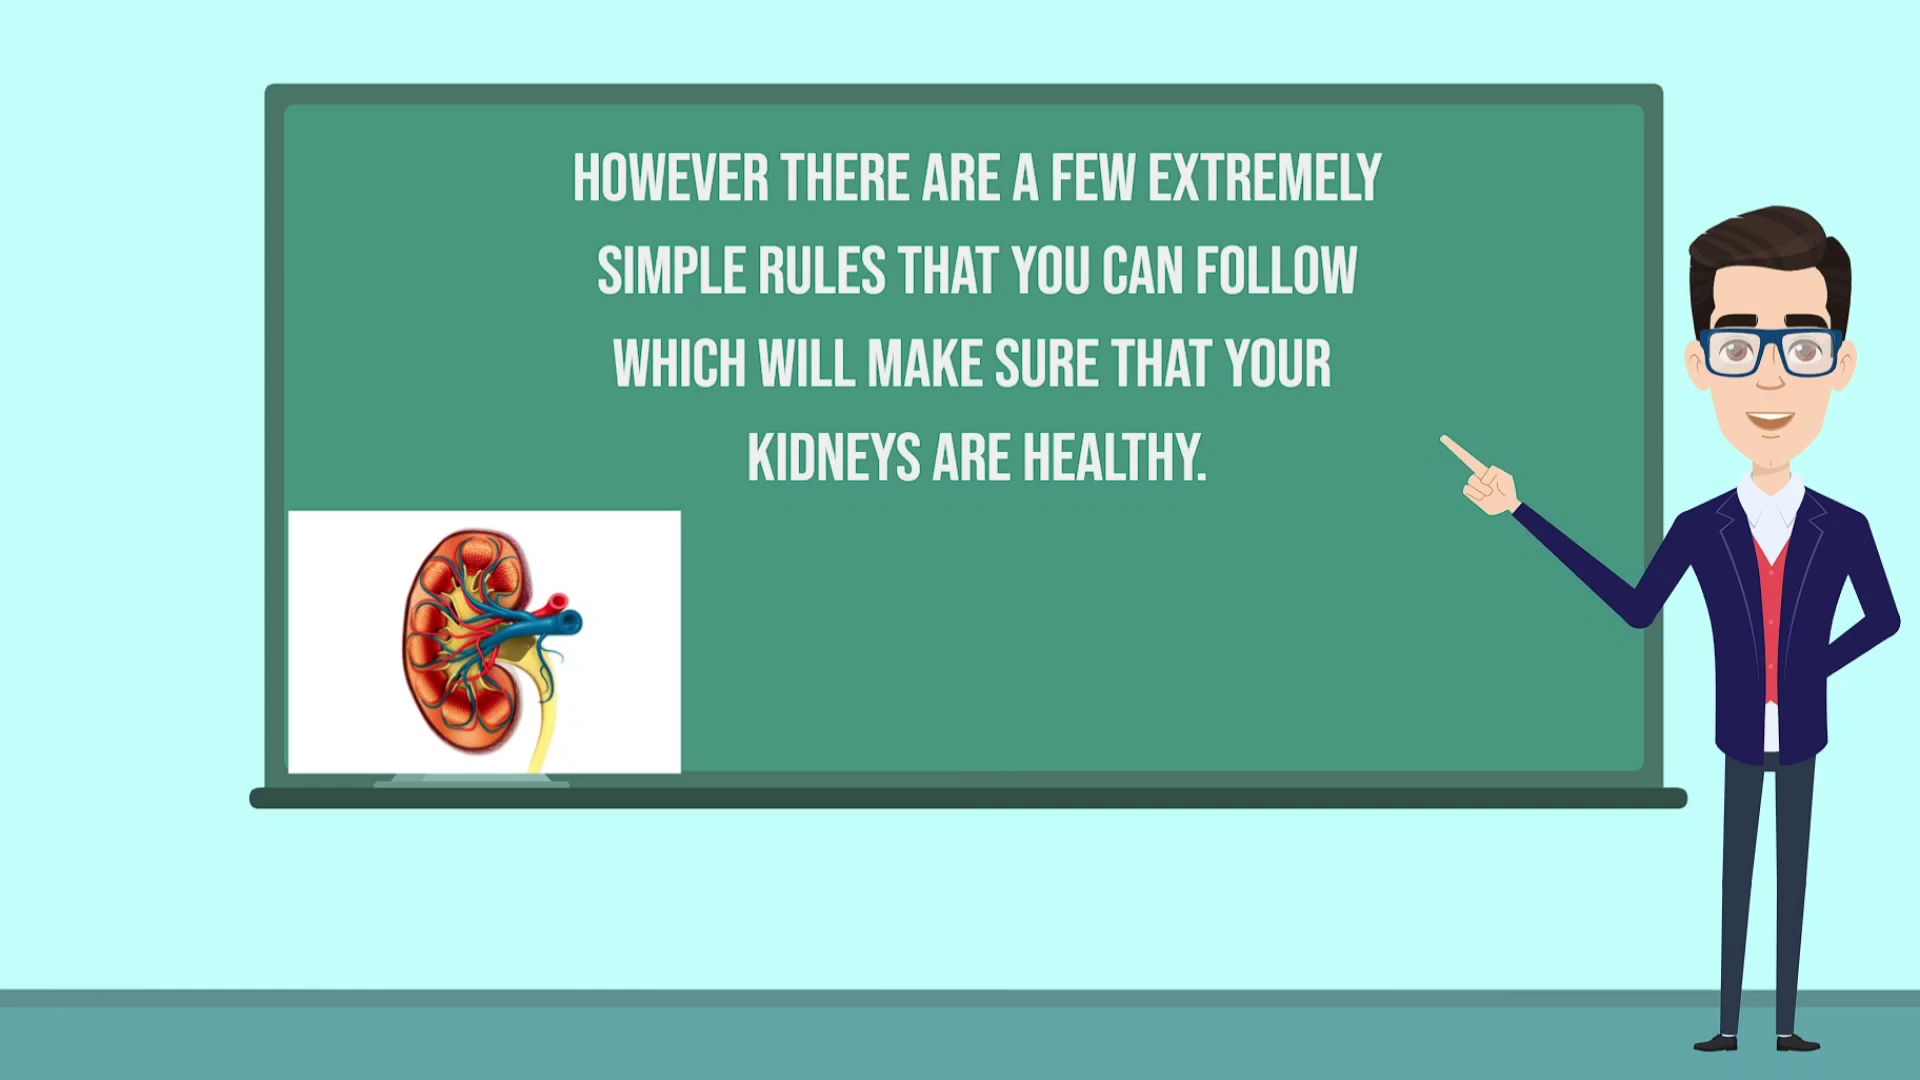 HOWEVER THERE ARE A FEW EXTREMELY
SIMPLE RULES THAT YOU CAN FOLLOW
WHICH WILL MAKE SURE THAT YOUR
KIDNEYS ARE HEALTHY.